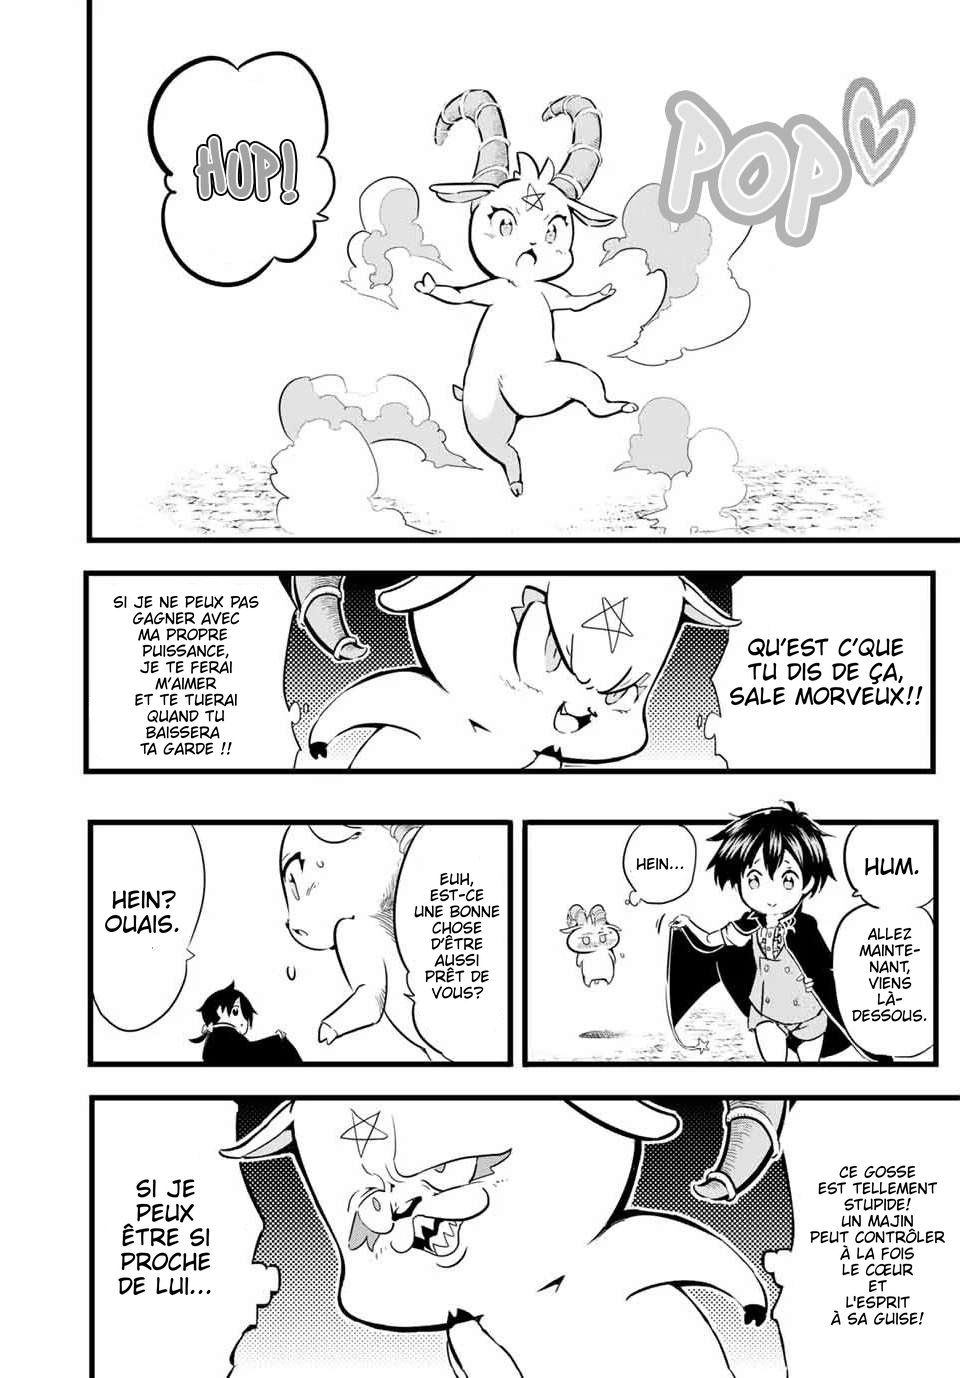 HUP!
POP
QU'EST C'QUE
TU DIS DE ÇA,
SALE MORVEUX!!
SI JE NE PEUX PAS
GAGNER AVEC
MA PROPRE
PUISSANCE,
JE TE FERAI
M'AIMER
ET TE TUERAI
QUAND TU
BAISSERA
TA GARDE !!
HUM.
ALLEZ
MAINTE-
NANT,
VIENS
LÀ-
DESSOUS.
HEIN...
EUH,
EST-CE
UNE BONNE
CHOSE
D'ÊTRE
AUSSI
PRÊT DE
VOUS?
HEIN?
OUAIS.
CE GOSSE
EST TELLEMENT
STUPIDE!
UN MAJIN
PEUT CONTRÔLER
À LA FOIS
LE CŒUR
ET
L'ESPRIT
À SA GUISE!
SI JE
PEUX
ÊTRE SI
PROCHE
DE LUI...